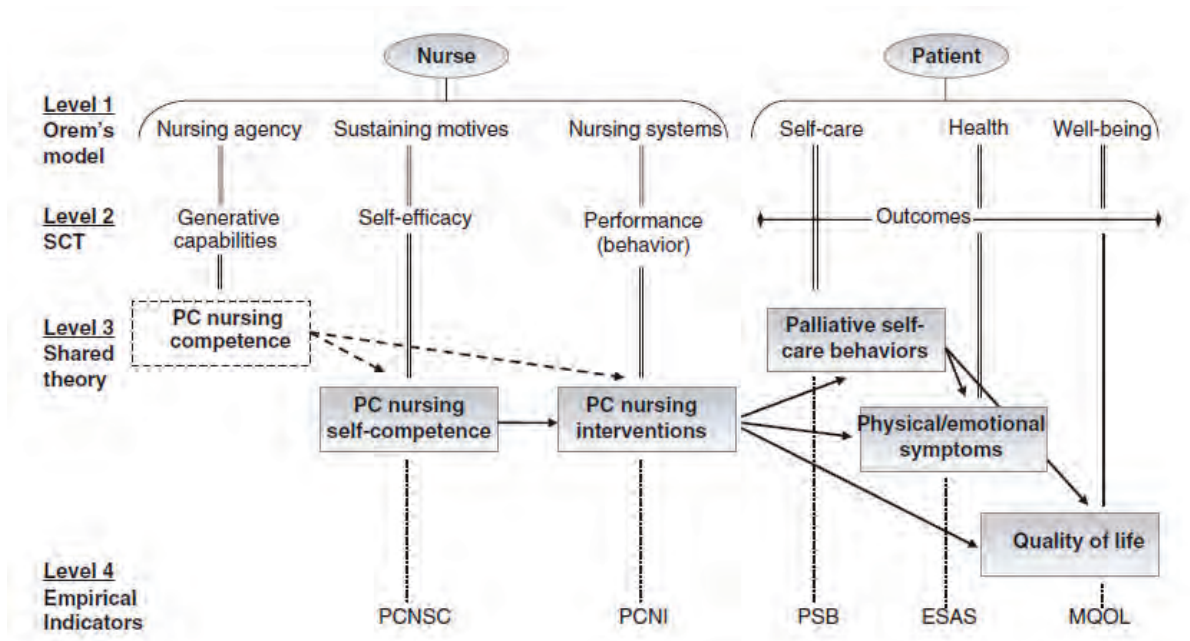 Nurse
Patient
Level 1
Orem's
model
Nursing agency
Sustaining motives
Nursing systems
Self-care
Health
Well-being
Level 2
SCT
Generative
capabilities
Self-efficacy
Performance
(behavior)
Outcomes
Level 3
Shared
theory
PC nursing
competence
PC nursing
self-competence
PC nursing
interventions
Palliative self-
care behaviors
Physical/emotional
symptoms
Quality of life
Level 4
Empirical
Indicators
PCNSC
PCNI
PSB
ESAS
MQOL